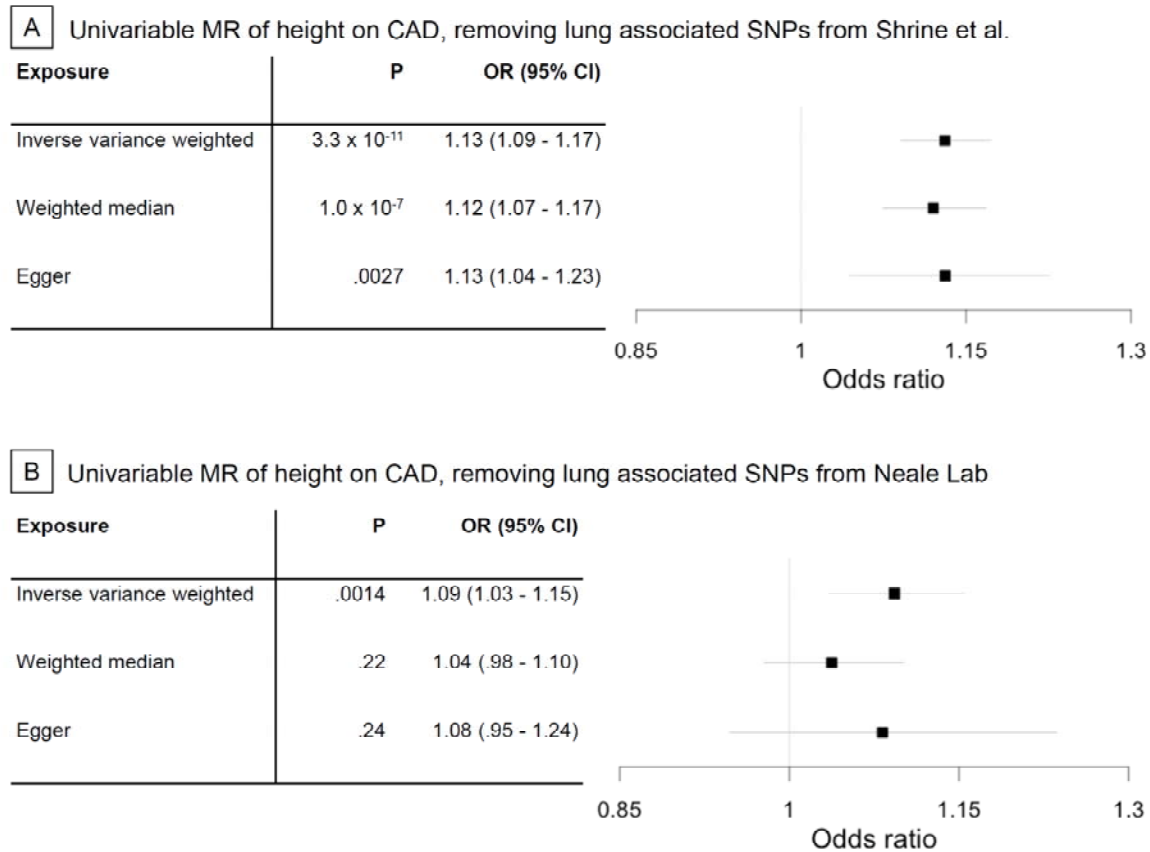 A Univariable MR of height on CAD, removing lung associated SNPs from Shrine et al.
Exposure P OR (95% CI)
Inverse variance weighted 3.3 x 10-11 1.13 (1.09 - 1.17)
Weighted median 1.0 x 10-7 1.12 (1.07 - 1.17)
Egger .0027 1.13 (1.04 - 1.23)
0.85 1 1.15 1.3
Odds ratio
B Univariable MR of height on CAD, removing lung associated SNPs from Neale Lab
Exposure P OR (95% CI)
Inverse variance weighted .0014 1.09 (1.03 - 1.15)
Weighted median .22 1.04 (.98 - 1.10)
Egger .24 1.08 (.95 - 1.24)
0.85 1 1.15 1.3
Odds ratio